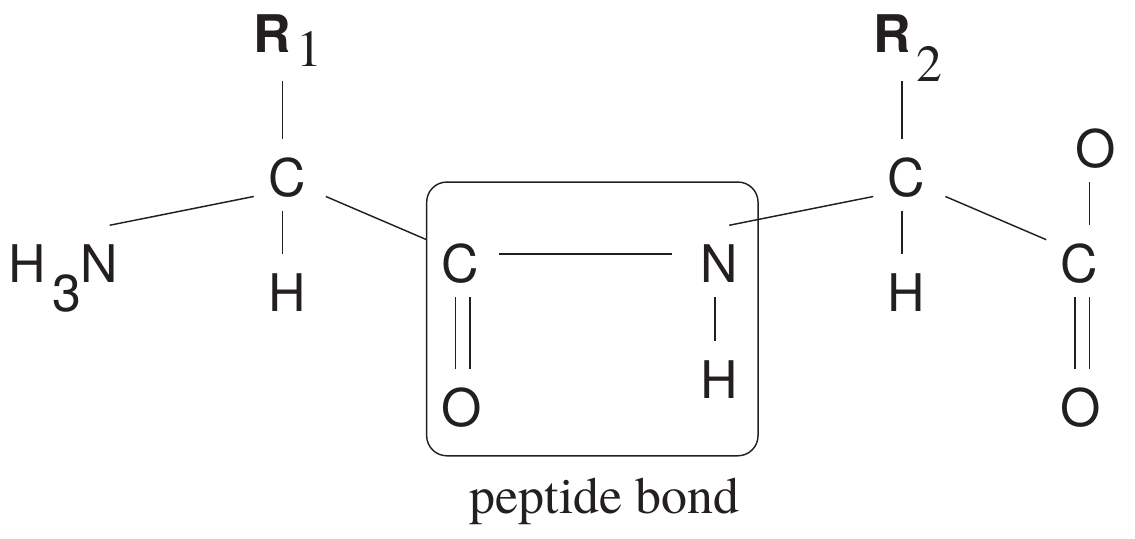 R1 R2
O
C C
H3N C N C
H H
H
O O
peptide bond